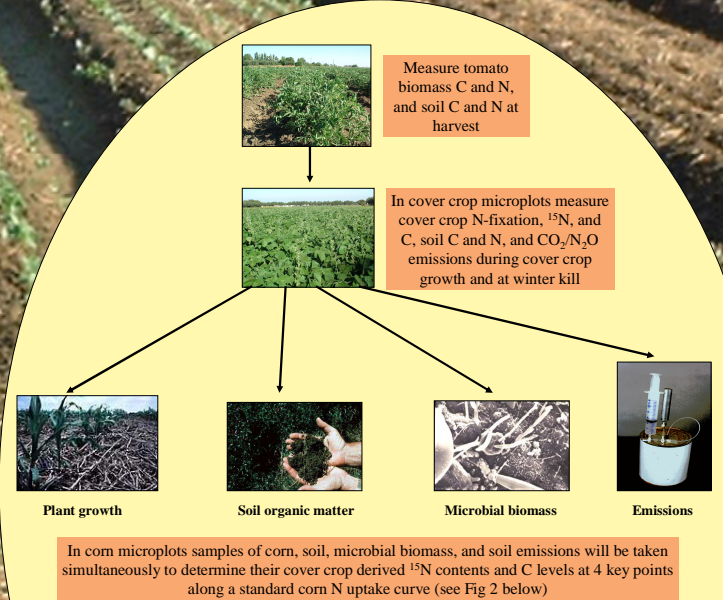 Measure tomato
biomass C and N,
and soil C and N at
harvest
In cover crop microplots measure
cover crop N-fixation, ¹⁵N, and
C, soil C and N, and CO₂/N₂O
emissions during cover crop
growth and at winter kill
Plant growth
Soil organic matter
Microbial biomass
Emissions
In corn microplots samples of corn, soil, microbial biomass, and soil emissions will be taken
simultaneously to determine their cover crop derived ¹⁵N contents and C levels at 4 key points
along a standard corn N uptake curve (see Fig 2 below)